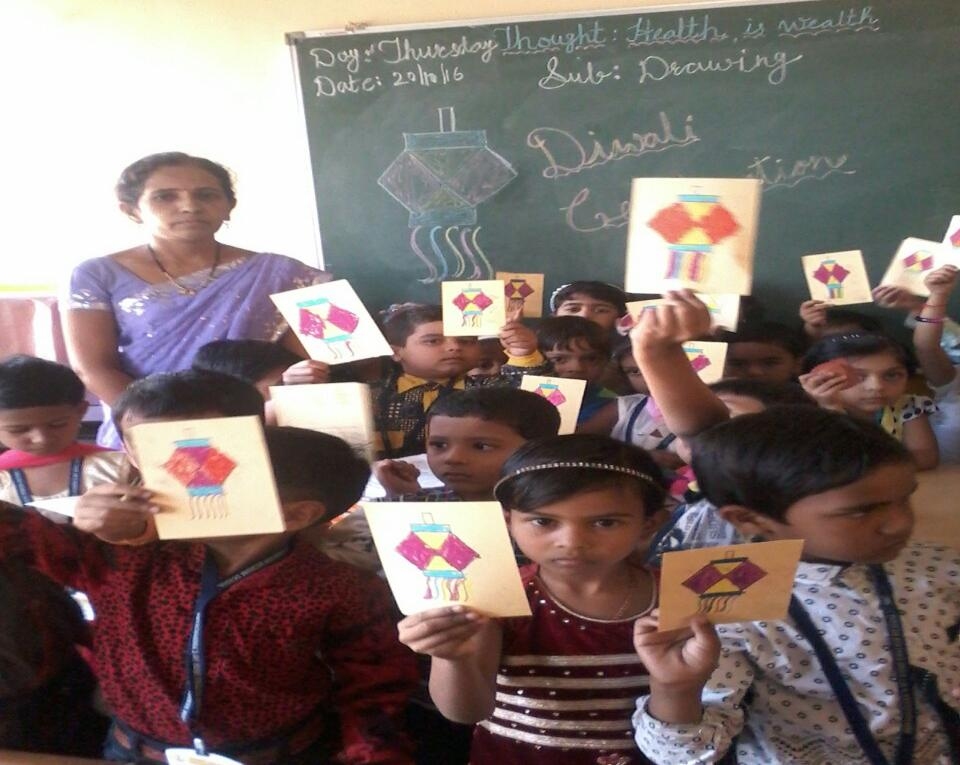 Day: Thursday Thought: Health is wealth
Date: 20/10/16 Sub: Drawing
Diwali